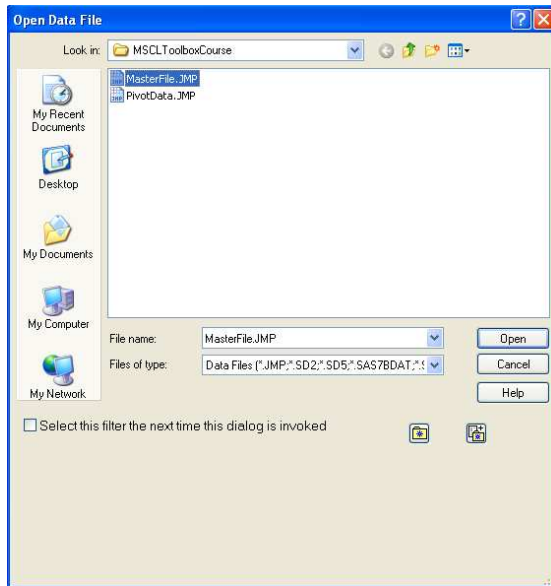 Open Data File
Look in: MSCLToolboxCourse
MasterFile.JMP
PivotData.JMP
My Recent
Documents
Desktop
My Documents
My Computer
My Network
File name: MasterFile.JMP Open
Files of type: Data Files (*.JMP;*.SD2;*.SD5;*.SAS7BDAT;*.S Cancel
Help
Select this filter the next time this dialog is invoked